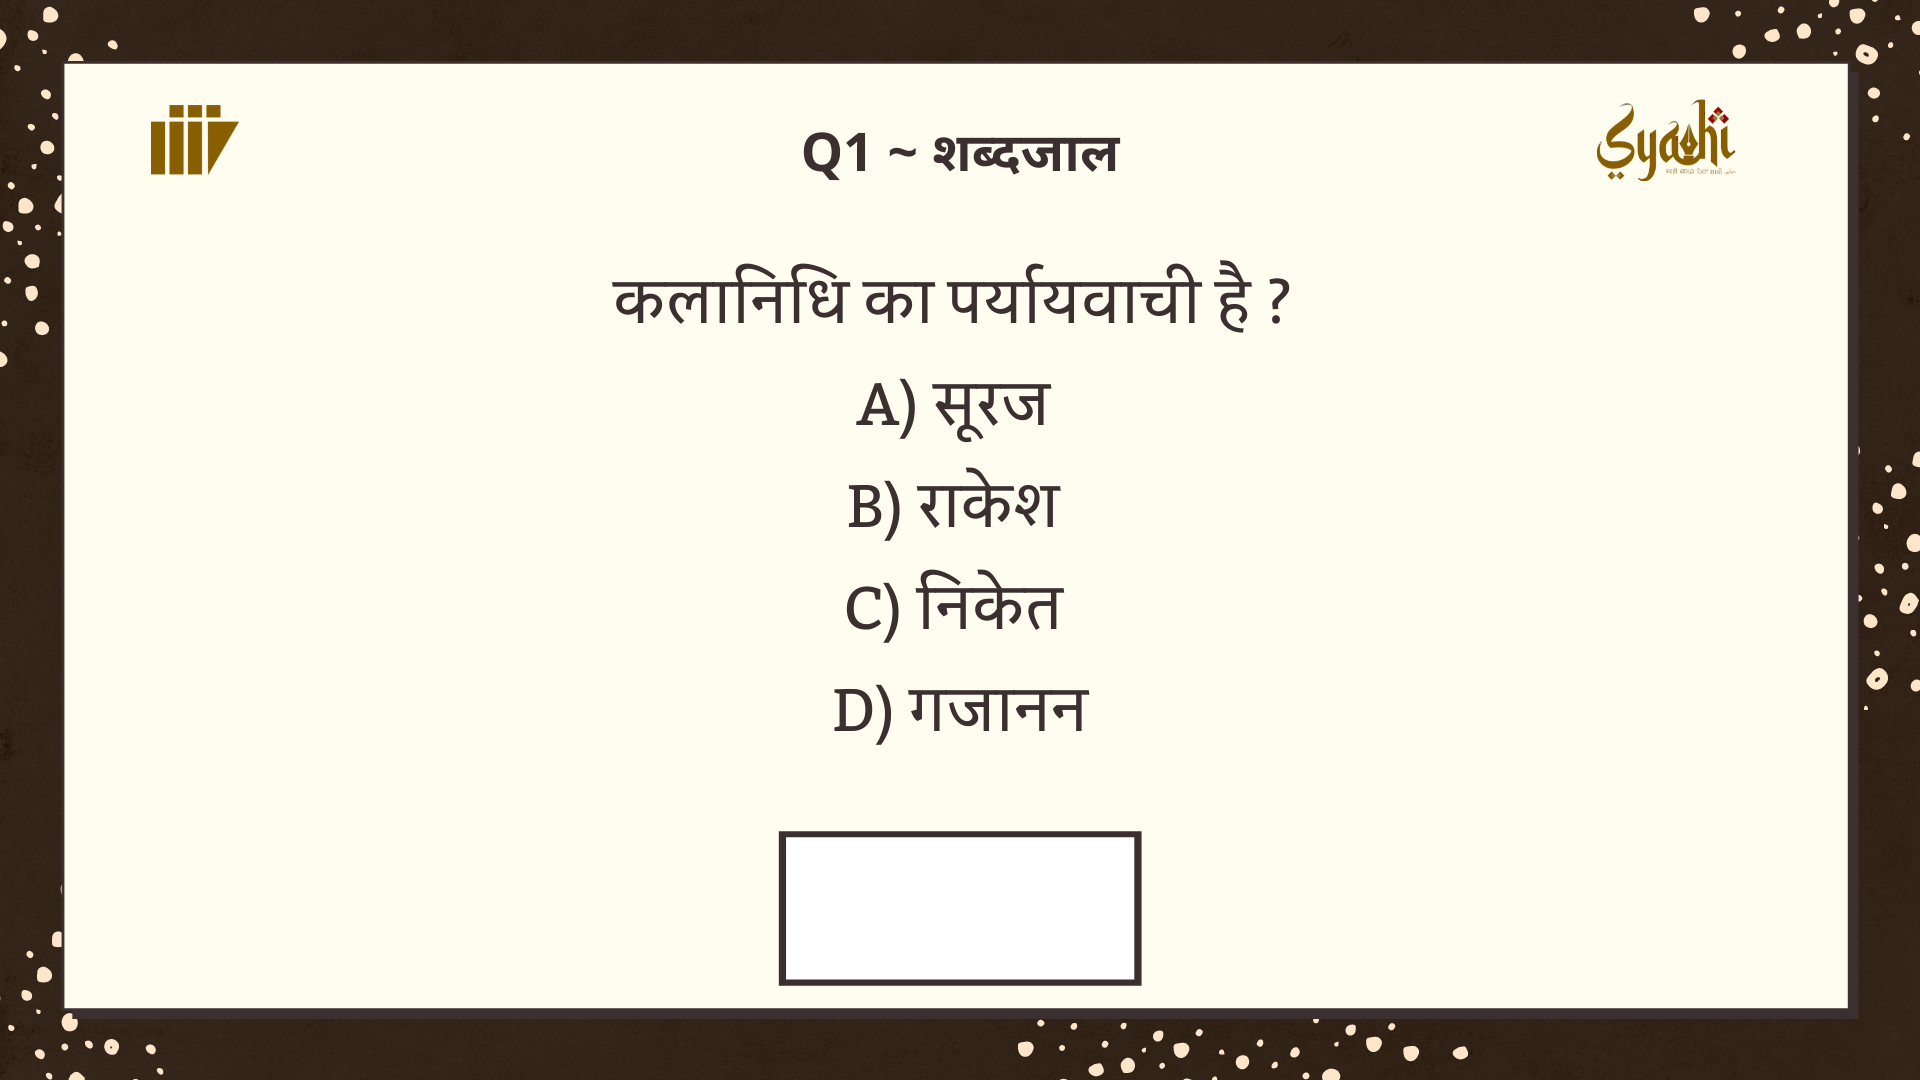 Q1 ~ शब्दजाल
Syahi
कलानिधि का पर्यायवाची है ?
A) सूरज
B) राकेश
C) निकेत
D) गजानन